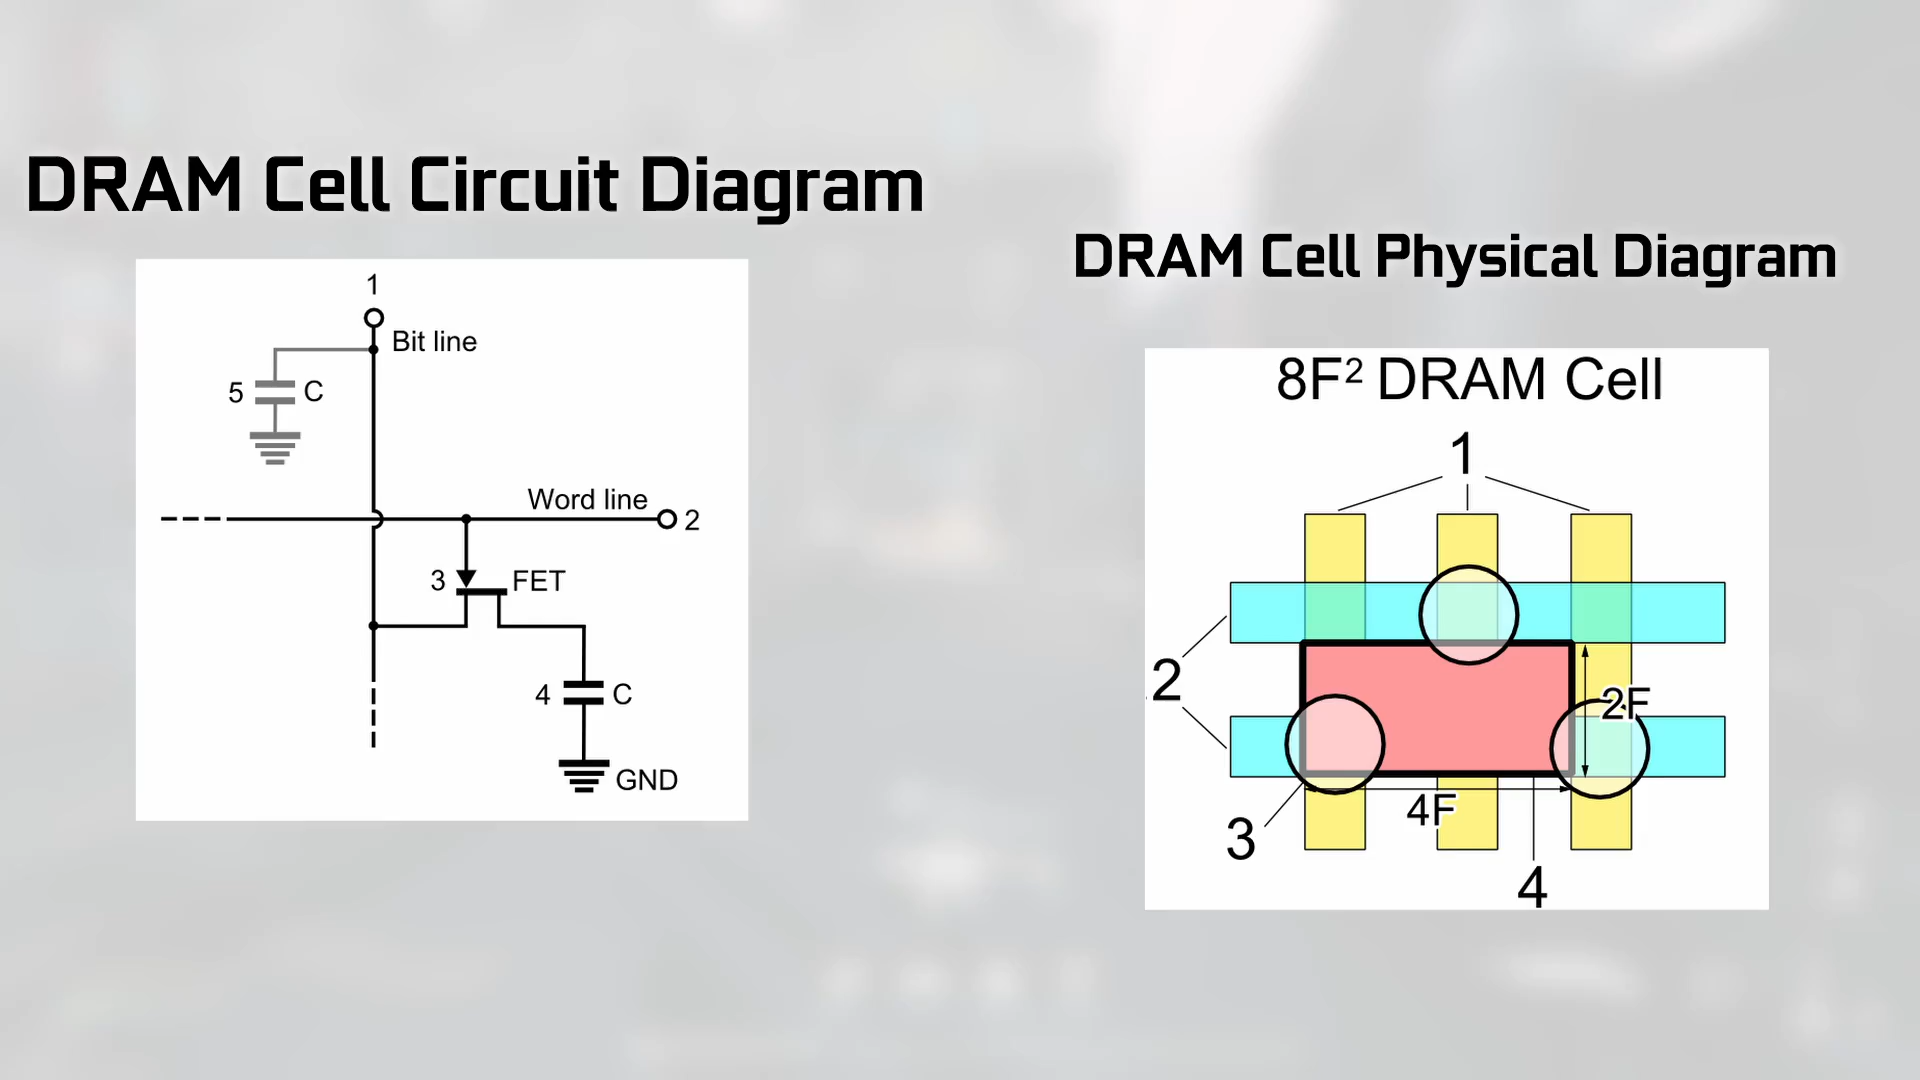 DRAM Cell Circuit Diagram
1
Bit line
5 C
Word line
2
3 FET
4 C
GND
DRAM Cell Physical Diagram
8F² DRAM Cell
1
2
2F
4F
3
4